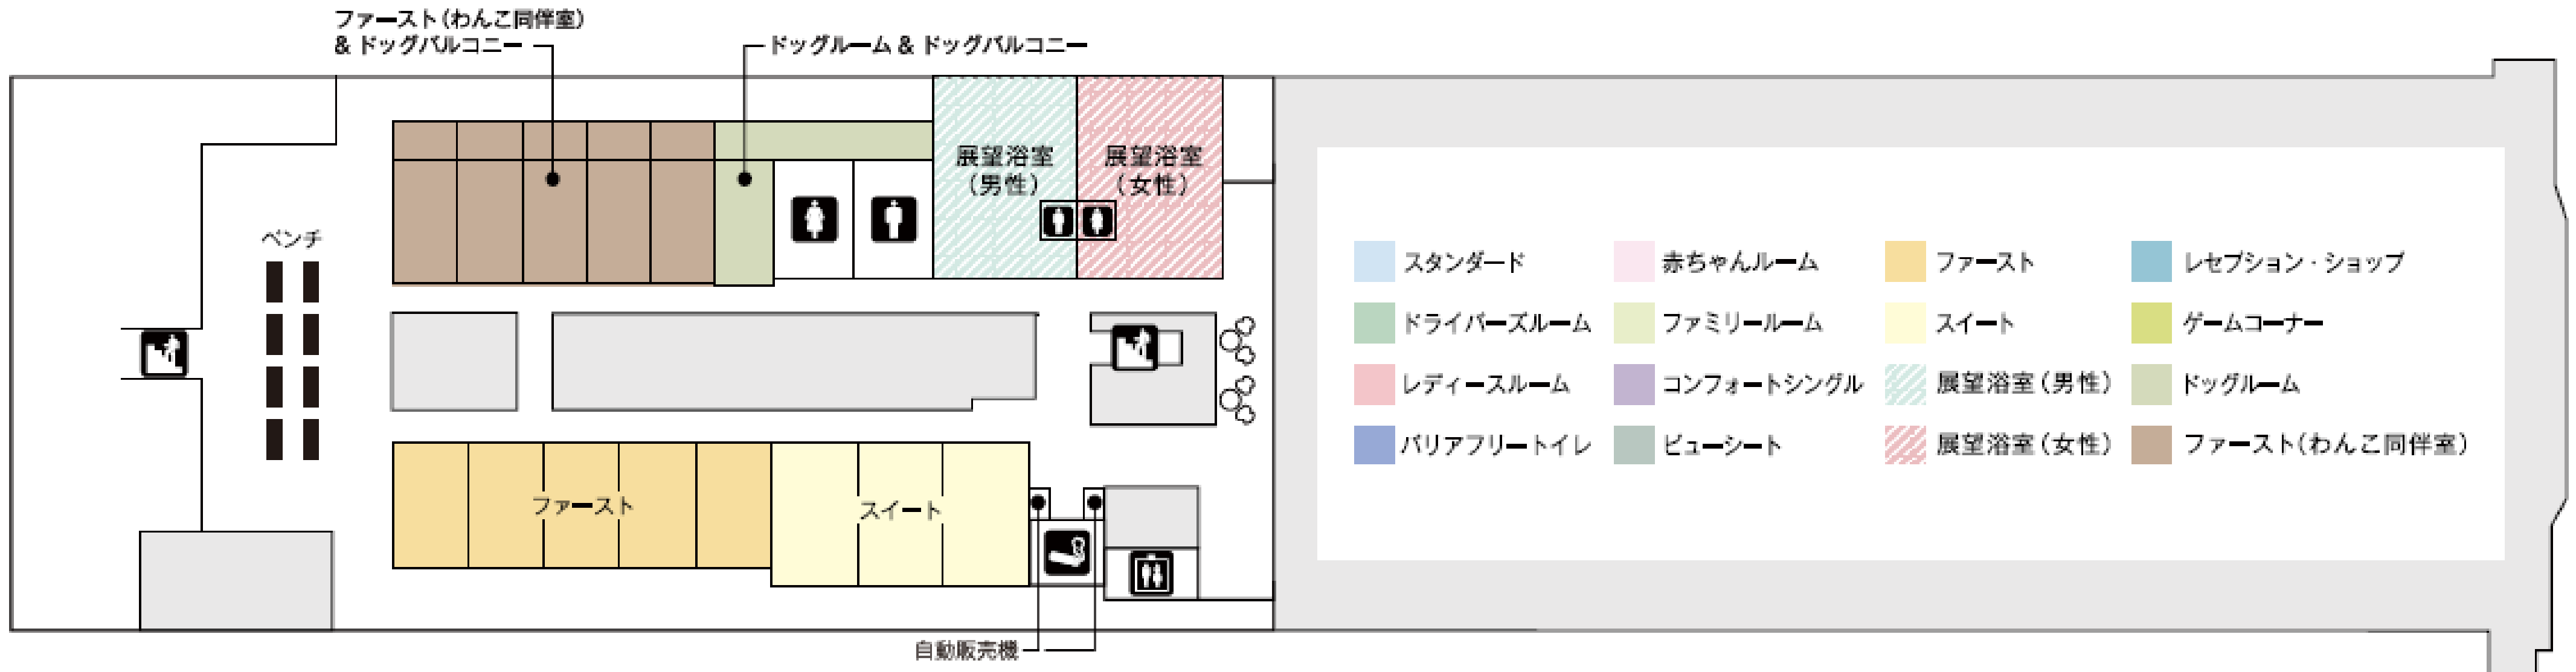 ファースト(わんこ同伴室)
& ドッグバルコニー
ドッグルーム & ドッグバルコニー
展望浴室
(男性)
展望浴室
(女性)
ベンチ
ファースト
スイート
自動販売機
スタンダード
赤ちゃんルーム
ファースト
レセプション・ショップ
ドライバーズルーム
ファミリールーム
スイート
ゲームコーナー
レディースルーム
コンフォートシングル
展望浴室(男性)
ドッグルーム
バリアフリートイレ
ビューシート
展望浴室(女性)
ファースト(わんこ同伴室)